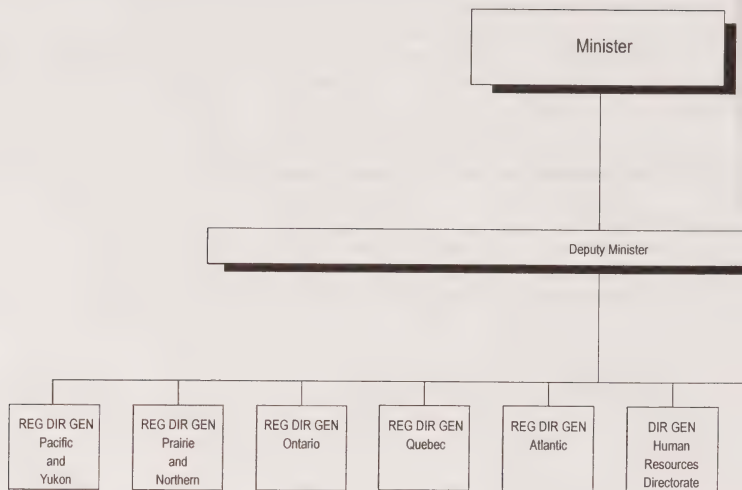 Minister
Deputy Minister
REG DIR GEN
Pacific
and
Yukon
REG DIR GEN
Prairie
and
Northern
REG DIR GEN
Ontario
REG DIR GEN
Quebec
REG DIR GEN
Atlantic
DIR GEN
Human
Resources
Directorate